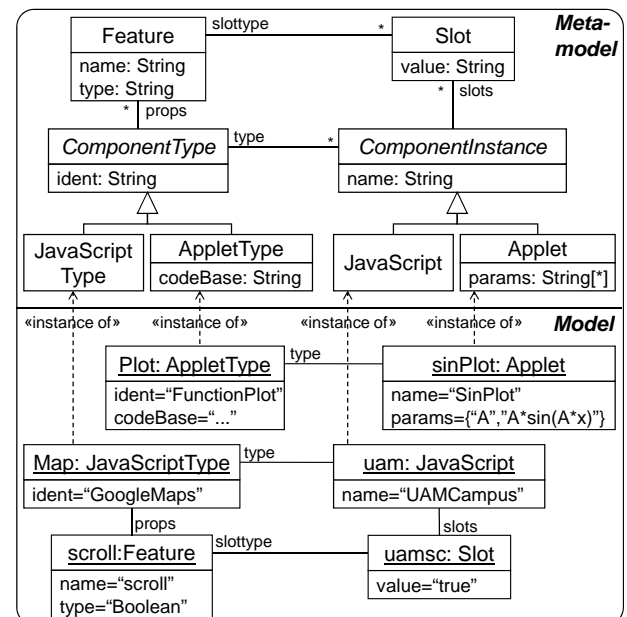 Feature
name: String
type: String
slottype
*
Slot
value: String
Meta-
model
* props
* slots
ComponentType
ident: String
type
*
ComponentInstance
name: String
JavaScript
Type
AppletType
codeBase: String
JavaScript
Applet
params: String[*]
«instance of» «instance of» «instance of» «instance of» Model
Plot: AppletType
ident=“FunctionPlot”
codeBase=“...”
type
sinPlot: Applet
name=“SinPlot”
params={“A”,”A*sin(A*x)”}
Map: JavaScriptType
ident=“GoogleMaps”
type
uam: JavaScript
name=“UAMCampus”
props
slots
scroll:Feature
name=“scroll”
type=“Boolean”
slottype
uamsc: Slot
value=“true”